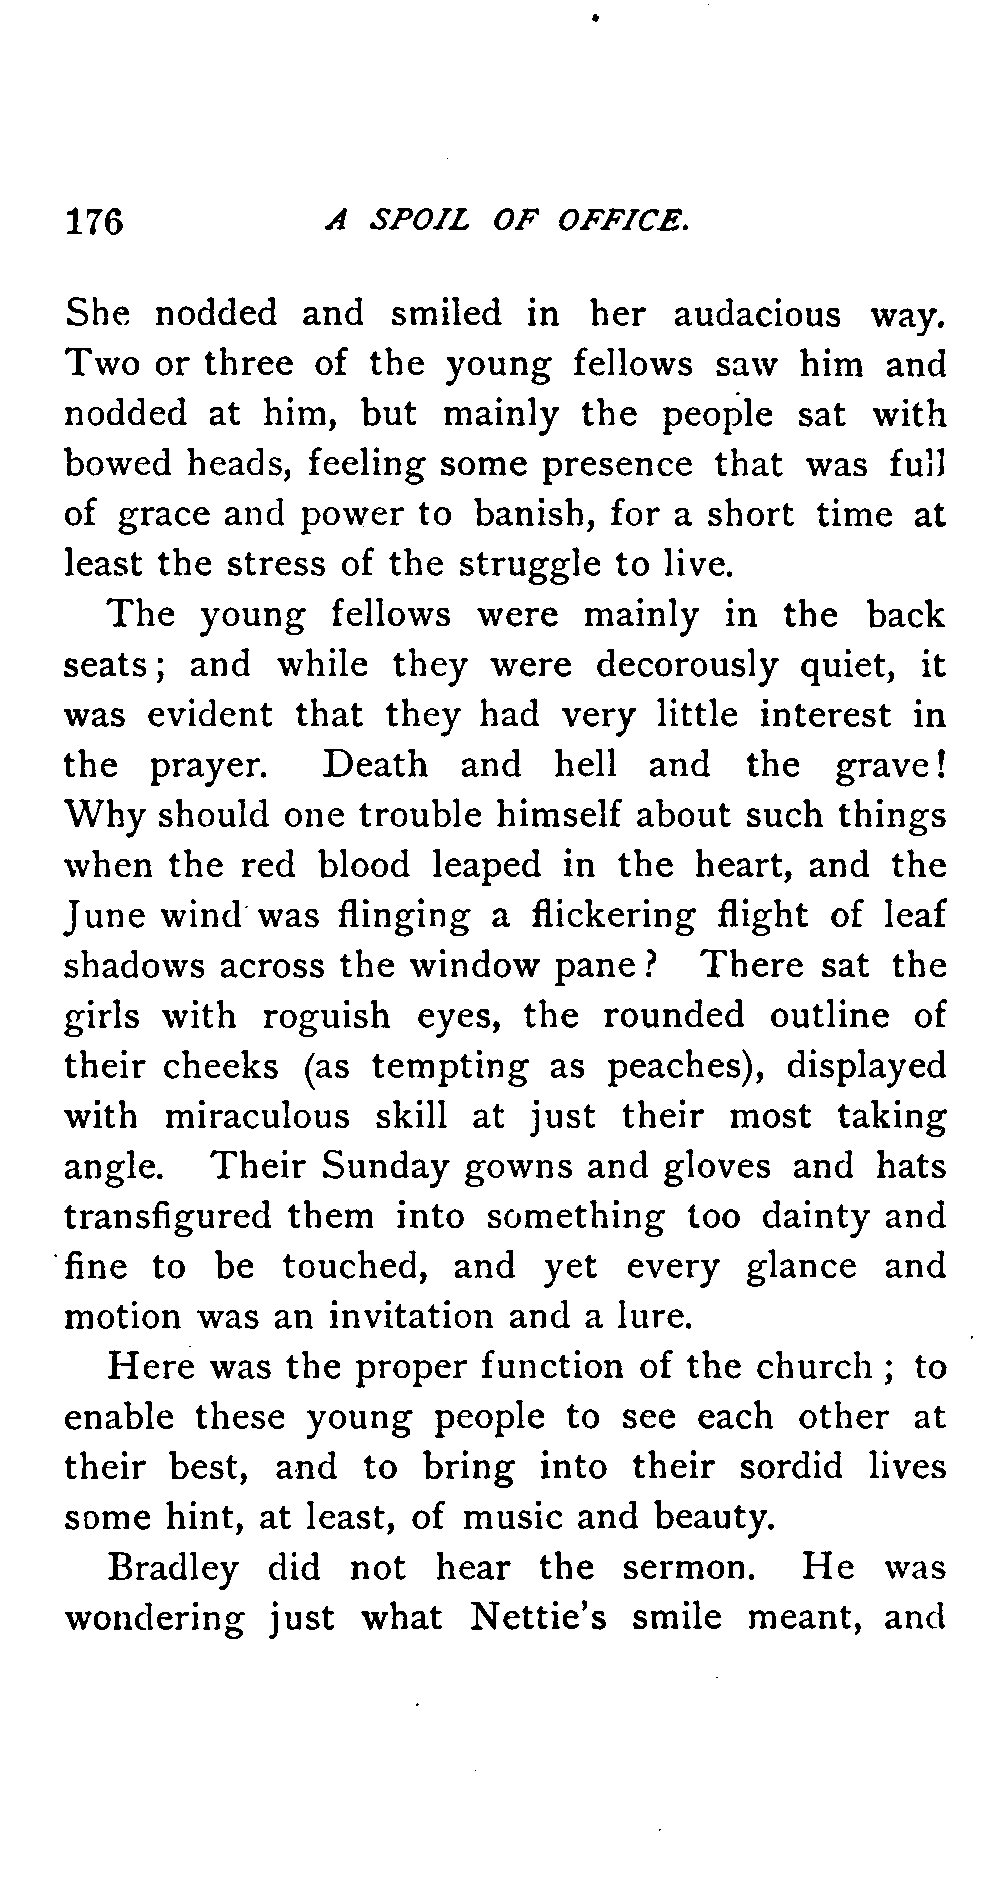 176 A SPOIL OF OFFICE.
She nodded and smiled in her audacious way.
Two or three of the young fellows saw him and
nodded at him, but mainly the people sat with
bowed heads, feeling some presence that was full
of grace and power to banish, for a short time at
least the stress of the struggle to live.
The young fellows were mainly in the back
seats; and while they were decorously quiet, it
was evident that they had very little interest in
the prayer. Death and hell and the grave!
Why should one trouble himself about such things
when the red blood leaped in the heart, and the
June wind was flinging a flickering flight of leaf
shadows across the window pane? There sat the
girls with roguish eyes, the rounded outline of
their cheeks (as tempting as peaches), displayed
with miraculous skill at just their most taking
angle. Their Sunday gowns and gloves and hats
transfigured them into something too dainty and
fine to be touched, and yet every glance and
motion was an invitation and a lure.
Here was the proper function of the church; to
enable these young people to see each other at
their best, and to bring into their sordid lives
some hint, at least, of music and beauty.
Bradley did not hear the sermon. He was
wondering just what Nettie's smile meant, and